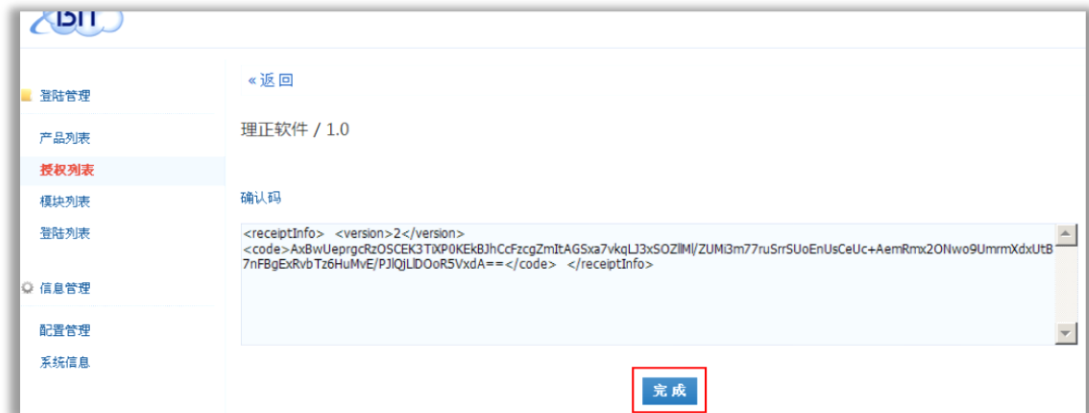 BIT
« 返回
登陆管理
产品列表
理正软件 / 1.0
授权列表
模块列表
确认码
登陆列表
<receiptInfo> <version>2</version>
<code>AxBwUeprgcRzOSCEK3TiXP0KEkBJhCcFzcgZmItAGSxa7vkqLJ3xSOZllMl/ZUMi3m77ruSrrSUoEnUsCeUc+AemRmx2ONwo9UmrmXdxUtB
7nFBgExRvbTz6HuMvE/PJlQjLlDOoR5VxdA==</code> </receiptInfo>
信息管理
配置管理
系统信息
完成